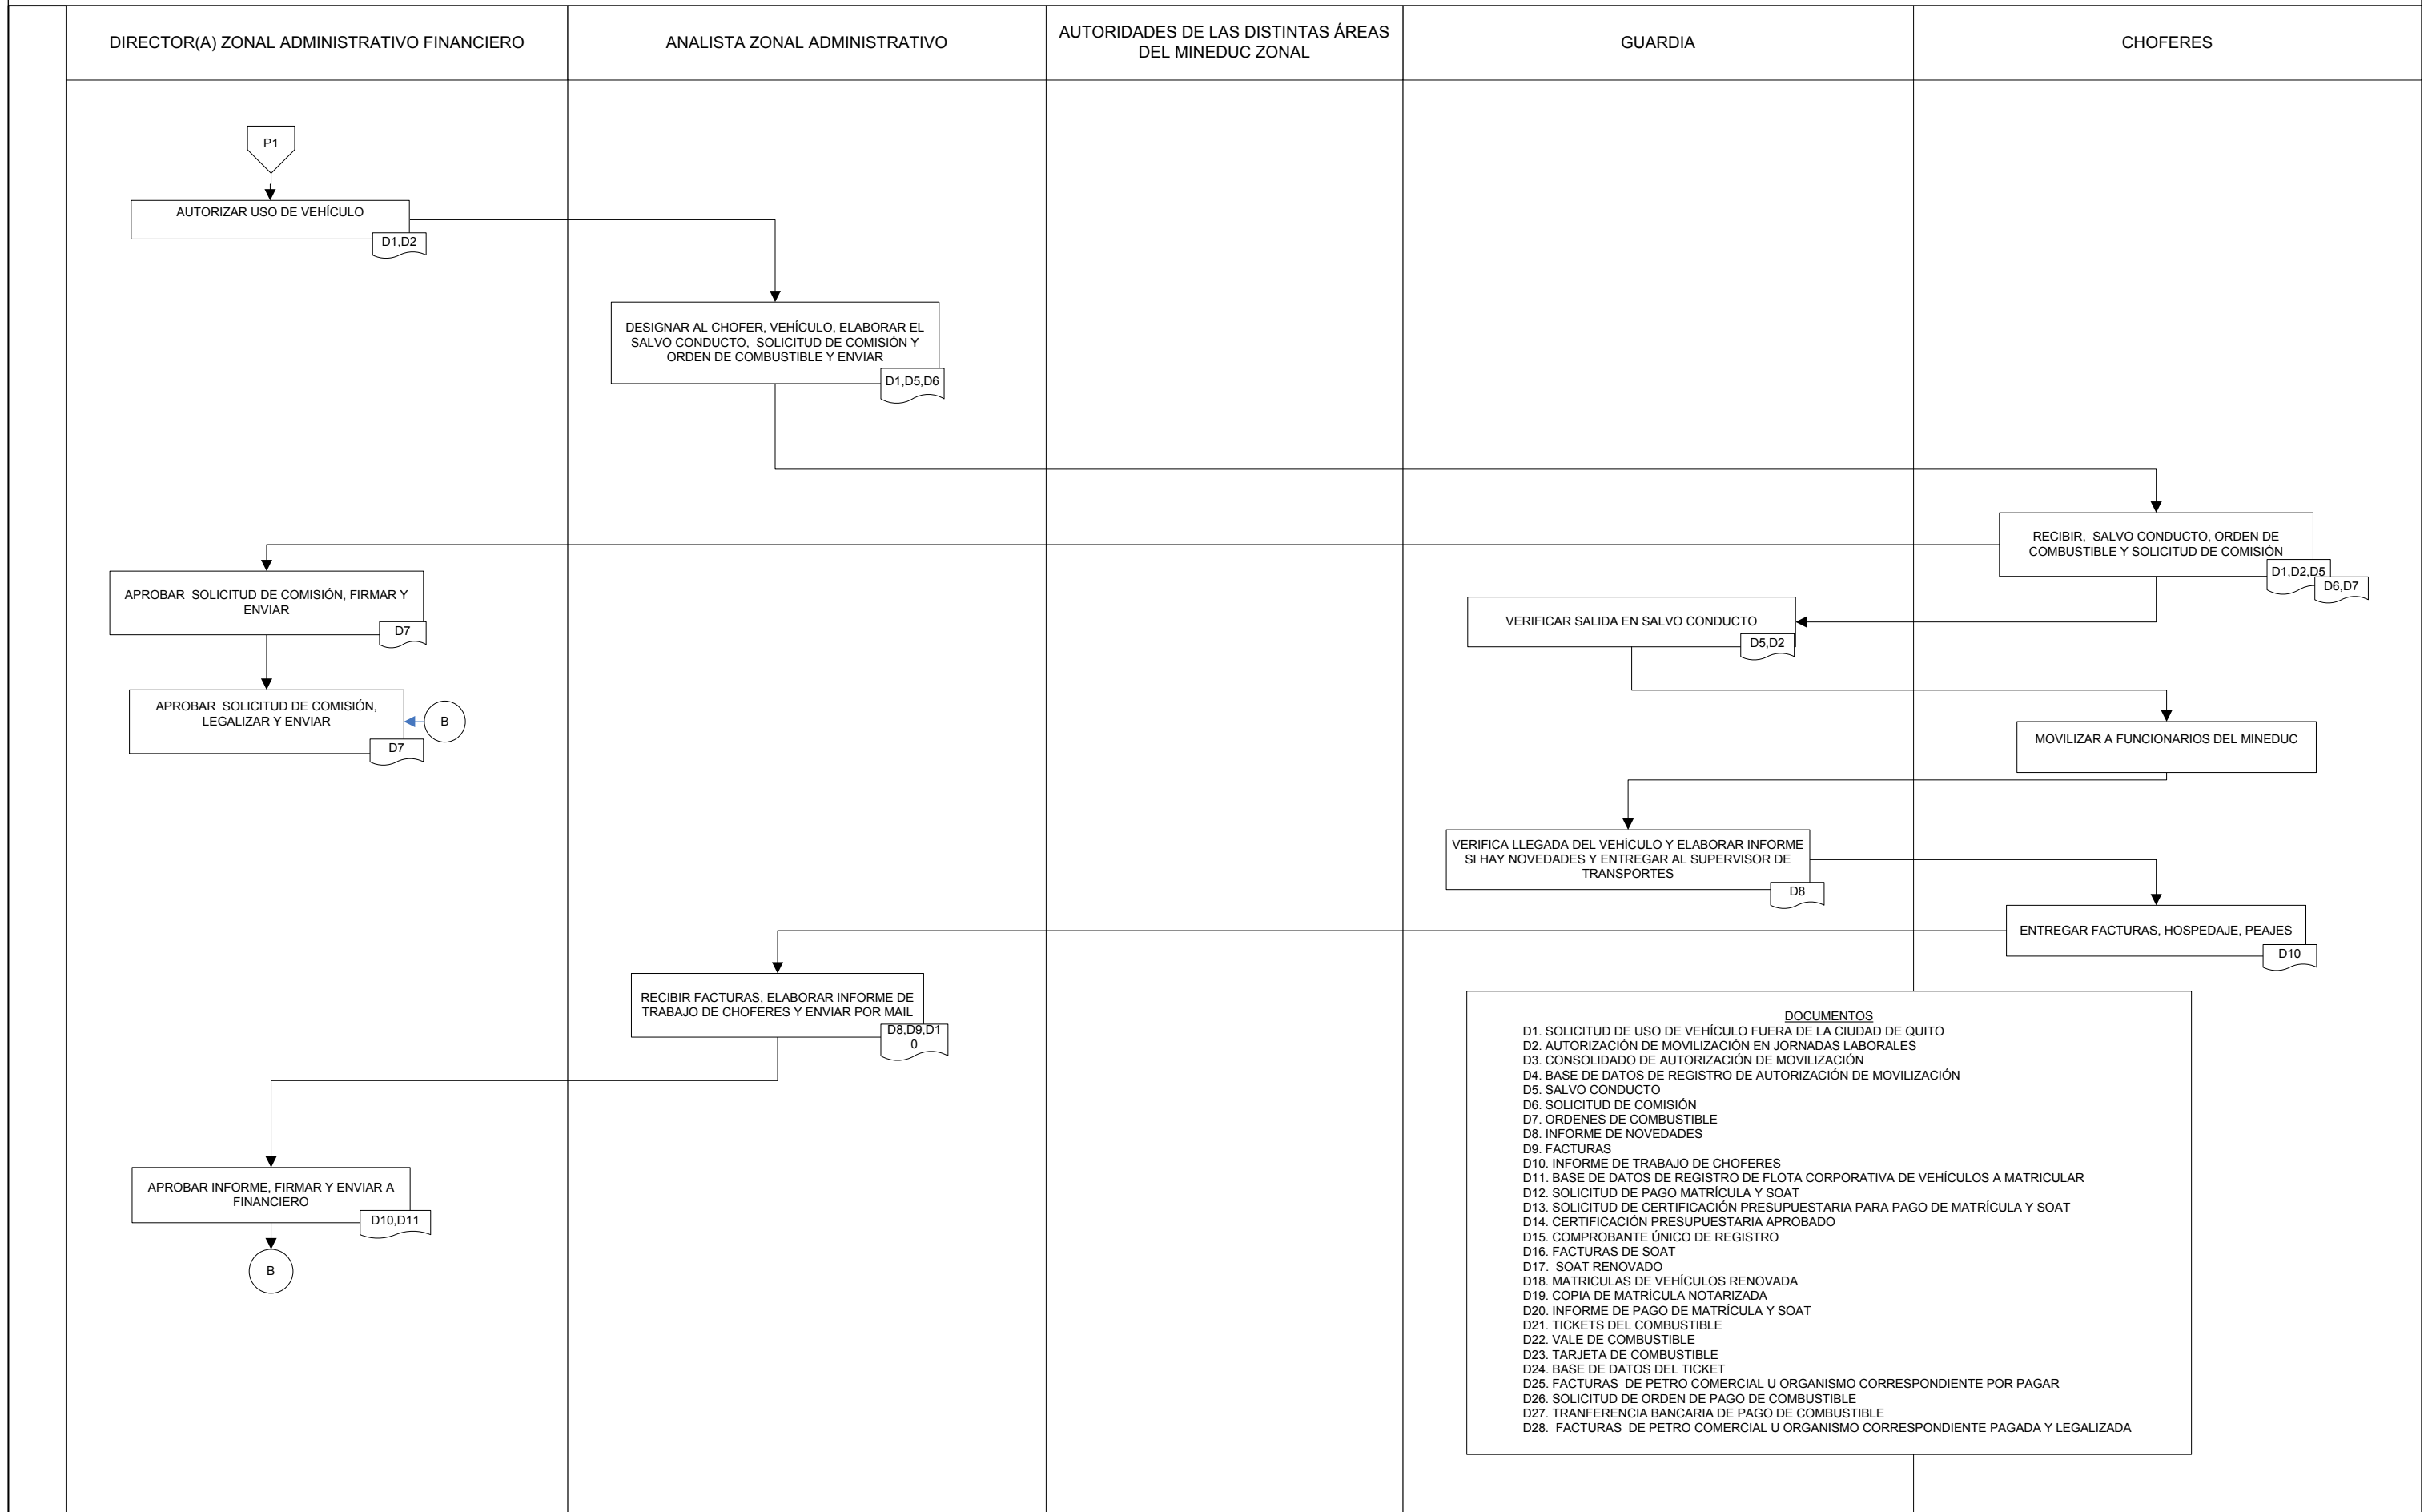 DIRECTOR(A) ZONAL ADMINISTRATIVO FINANCIERO
ANALISTA ZONAL ADMINISTRATIVO
AUTORIDADES DE LAS DISTINTAS ÁREAS
DEL MINEDUC ZONAL
GUARDIA
CHOFERES
P1
AUTORIZAR USO DE VEHÍCULO
D1,D2
DESIGNAR AL CHOFER, VEHÍCULO, ELABORAR EL
SALVO CONDUCTO, SOLICITUD DE COMISIÓN Y
ORDEN DE COMBUSTIBLE Y ENVIAR
D1,D5,D6
RECIBIR, SALVO CONDUCTO, ORDEN DE
COMBUSTIBLE Y SOLICITUD DE COMISIÓN
D1,D2,D5
D6,D7
APROBAR SOLICITUD DE COMISIÓN, FIRMAR Y
ENVIAR
D7
VERIFICAR SALIDA EN SALVO CONDUCTO
D5,D2
APROBAR SOLICITUD DE COMISIÓN,
LEGALIZAR Y ENVIAR
D7
B
MOVILIZAR A FUNCIONARIOS DEL MINEDUC
VERIFICA LLEGADA DEL VEHÍCULO Y ELABORAR INFORME
SI HAY NOVEDADES Y ENTREGAR AL SUPERVISOR DE
TRANSPORTES
D8
ENTREGAR FACTURAS, HOSPEDAJE, PEAJES
D10
RECIBIR FACTURAS, ELABORAR INFORME DE
TRABAJO DE CHOFERES Y ENVIAR POR MAIL
D8,D9,D1
0
APROBAR INFORME, FIRMAR Y ENVIAR A
FINANCIERO
D10,D11
B
DOCUMENTOS
D1. SOLICITUD DE USO DE VEHÍCULO FUERA DE LA CIUDAD DE QUITO
D2. AUTORIZACIÓN DE MOVILIZACIÓN EN JORNADAS LABORALES
D3. CONSOLIDADO DE AUTORIZACIÓN DE MOVILIZACIÓN
D4. BASE DE DATOS DE REGISTRO DE AUTORIZACIÓN DE MOVILIZACIÓN
D5. SALVO CONDUCTO
D6. SOLICITUD DE COMISIÓN
D7. ORDENES DE COMBUSTIBLE
D8. INFORME DE NOVEDADES
D9. FACTURAS
D10. INFORME DE TRABAJO DE CHOFERES
D11. BASE DE DATOS DE REGISTRO DE FLOTA CORPORATIVA DE VEHÍCULOS A MATRICULAR
D12. SOLICITUD DE PAGO MATRÍCULA Y SOAT
D13. SOLICITUD DE CERTIFICACIÓN PRESUPUESTARIA PARA PAGO DE MATRÍCULA Y SOAT
D14. CERTIFICACIÓN PRESUPUESTARIA APROBADO
D15. COMPROBANTE ÚNICO DE REGISTRO
D16. FACTURAS DE SOAT
D17. SOAT RENOVADO
D18. MATRICULAS DE VEHÍCULOS RENOVADA
D19. COPIA DE MATRÍCULA NOTARIZADA
D20. INFORME DE PAGO DE MATRÍCULA Y SOAT
D21. TICKETS DEL COMBUSTIBLE
D22. VALE DE COMBUSTIBLE
D23. TARJETA DE COMBUSTIBLE
D24. BASE DE DATOS DEL TICKET
D25. FACTURAS DE PETRO COMERCIAL U ORGANISMO CORRESPONDIENTE POR PAGAR
D26. SOLICITUD DE ORDEN DE PAGO DE COMBUSTIBLE
D27. TRANFERENCIA BANCARIA DE PAGO DE COMBUSTIBLE
D28. FACTURAS DE PETRO COMERCIAL U ORGANISMO CORRESPONDIENTE PAGADA Y LEGALIZADA